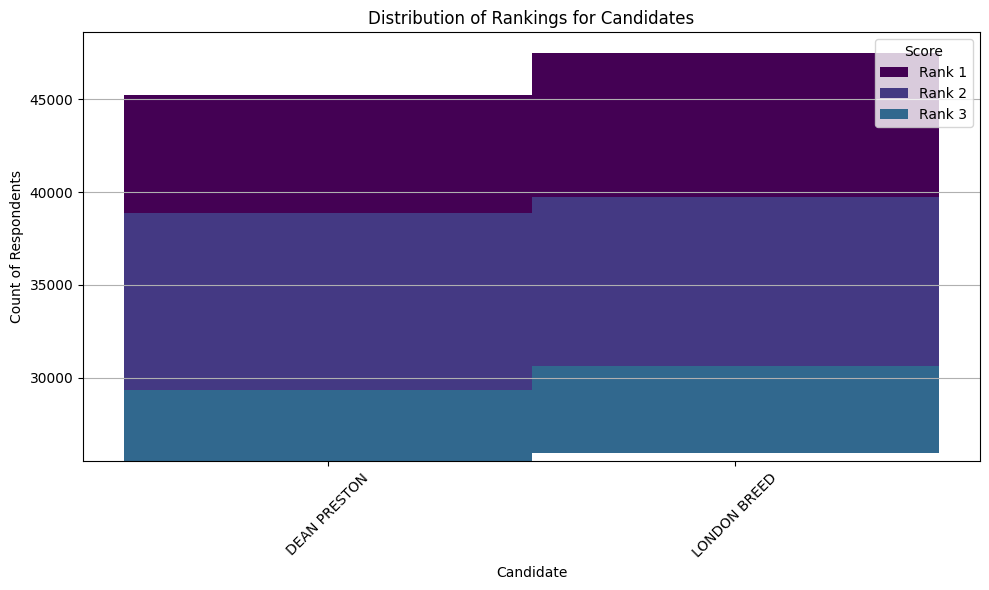 Distribution of Rankings for Candidates
Score
Rank 1
Rank 2
Rank 3
Count of Respondents
45000
40000
35000
30000
DEAN PRESTON
LONDON BREED
Candidate